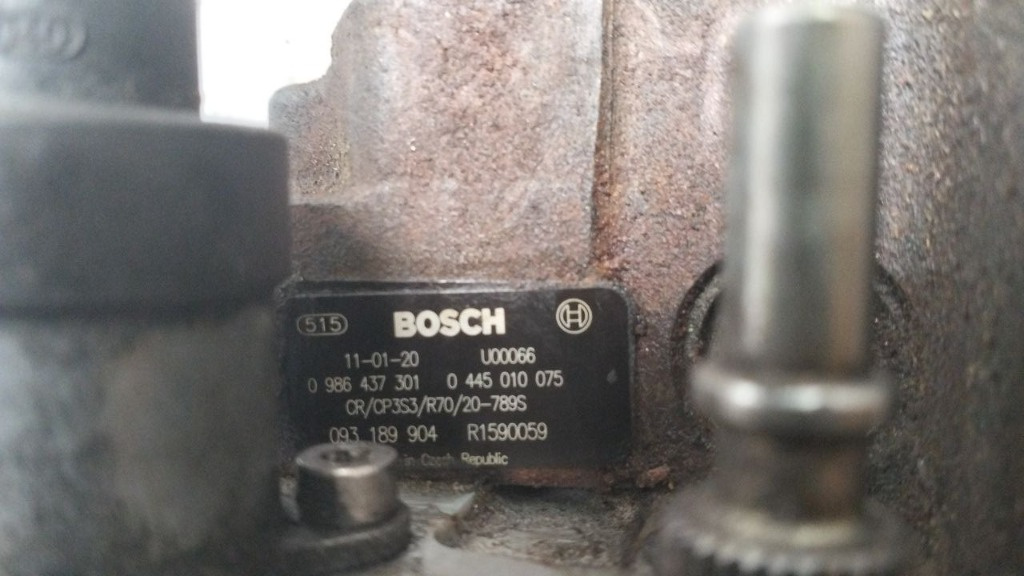 515 BOSCH
11-01-20 U00066
0 986 437 301 0 445 010 075
CR/CP3S3/R70/20-789S
093 189 904 R1590059
in Czech Republic